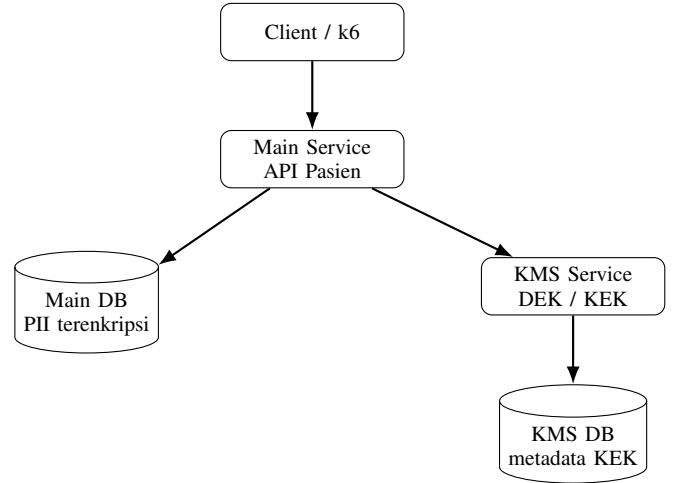 Client / k6
Main Service
API Pasien
Main DB
PII terenkripsi
KMS Service
DEK / KEK
KMS DB
metadata KEK